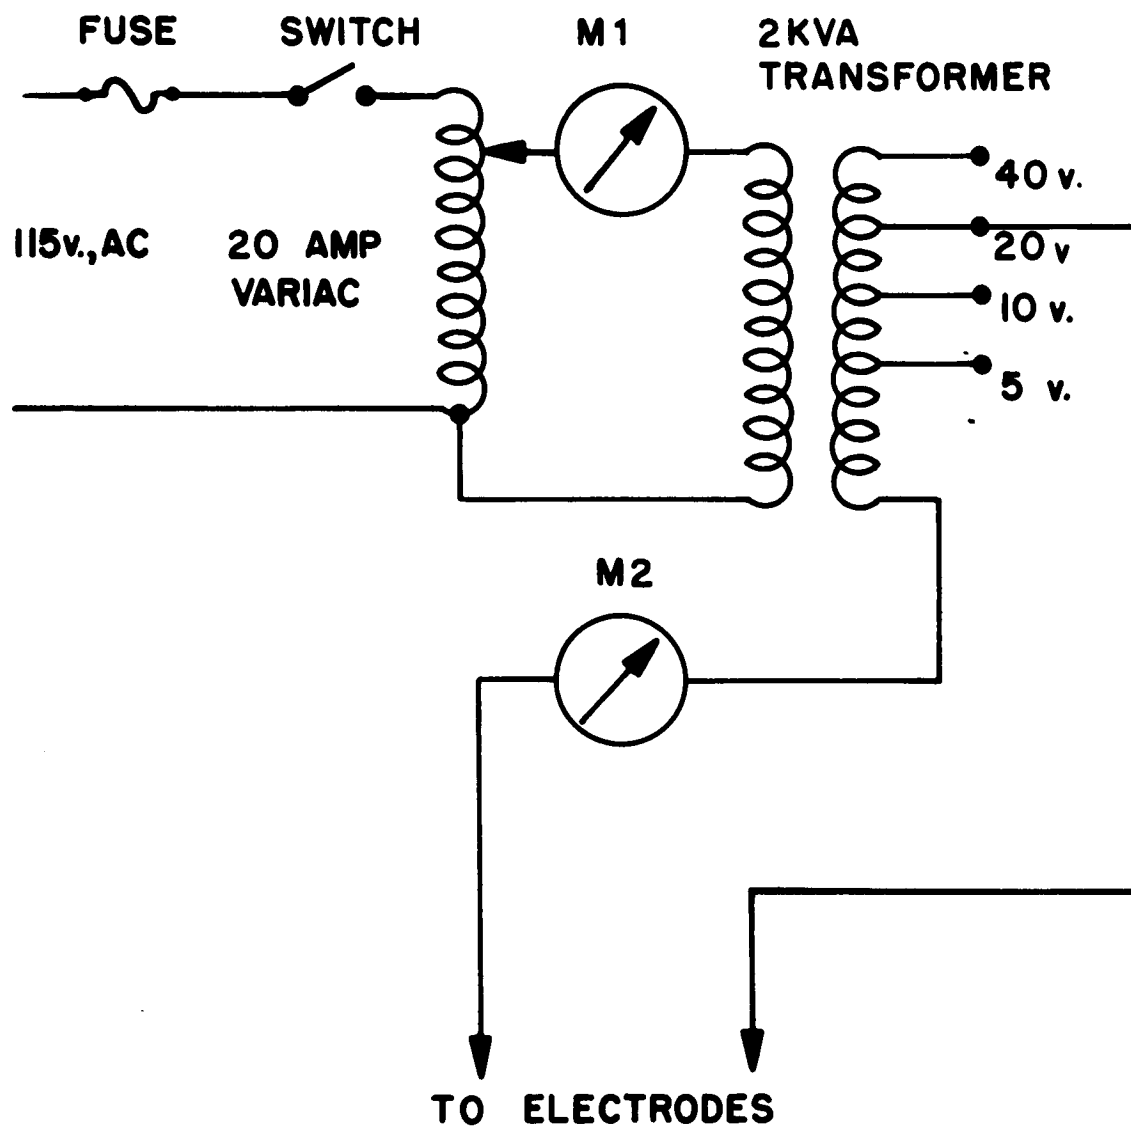 FUSE
SWITCH
M1
2KVA
TRANSFORMER
40 v.
115v., AC
20 AMP
VARIAC
20 v
10 v.
5 v.
M2
TO ELECTRODES